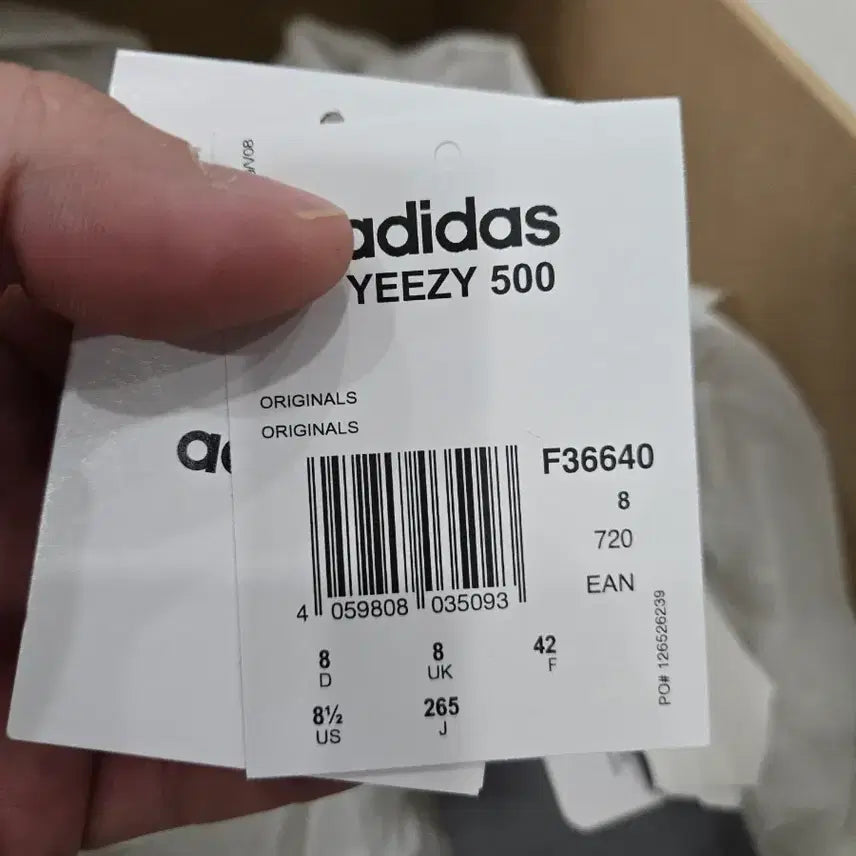 adidas
YEEZY 500
ORIGINALS
ORIGINALS
F36640
8
720
EAN
4 059808 035093
8
D
8
UK
42
F
8½
US
265
J
PO# 126526239